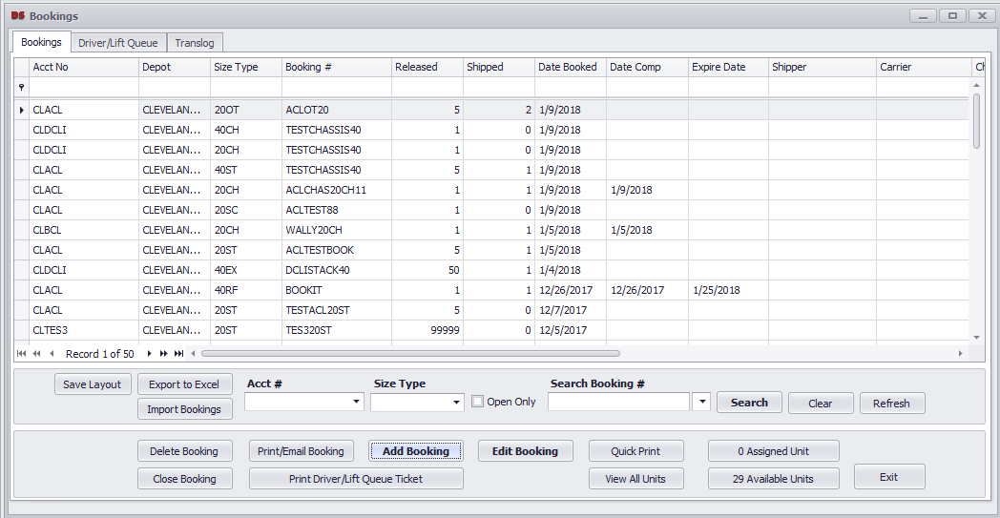 DS Bookings
Bookings Driver/Lift Queue Translog
Acct No Depot Size Type Booking # Released Shipped Date Booked Date Comp Expire Date Shipper Carrier Ch
CLACL CLEVELAN... 20OT ACLOT20 5 2 1/9/2018
CLDCLI CLEVELAN... 40CH TESTCHASSIS40 1 0 1/9/2018
CLDCLI CLEVELAN... 20CH TESTCHASSIS40 1 0 1/9/2018
CLACL CLEVELAN... 40ST TESTCHASSIS40 5 1 1/9/2018
CLACL CLEVELAN... 20CH ACLCHAS20CH11 1 1 1/9/2018 1/9/2018
CLACL CLEVELAN... 20SC ACLTEST88 1 0 1/9/2018
CLBCL CLEVELAN... 20CH WALLY20CH 1 1 1/5/2018 1/5/2018
CLACL CLEVELAN... 20ST ACLTESTBOOK 5 1 1/5/2018
CLDCLI CLEVELAN... 40EX DCLISTACK40 50 1 1/4/2018
CLACL CLEVELAN... 40RF BOOKIT 1 1 12/26/2017 12/26/2017 1/25/2018
CLACL CLEVELAN... 20ST TESTACL20ST 5 0 12/7/2017
CLTES3 CLEVELAN... 20ST TES320ST 99999 0 12/5/2017
Record 1 of 50
Save Layout Export to Excel Acct # Size Type Search Booking #
Import Bookings Open Only Search Clear Refresh
Delete Booking Print/Email Booking Add Booking Edit Booking Quick Print 0 Assigned Unit
Close Booking Print Driver/Lift Queue Ticket View All Units 29 Available Units Exit